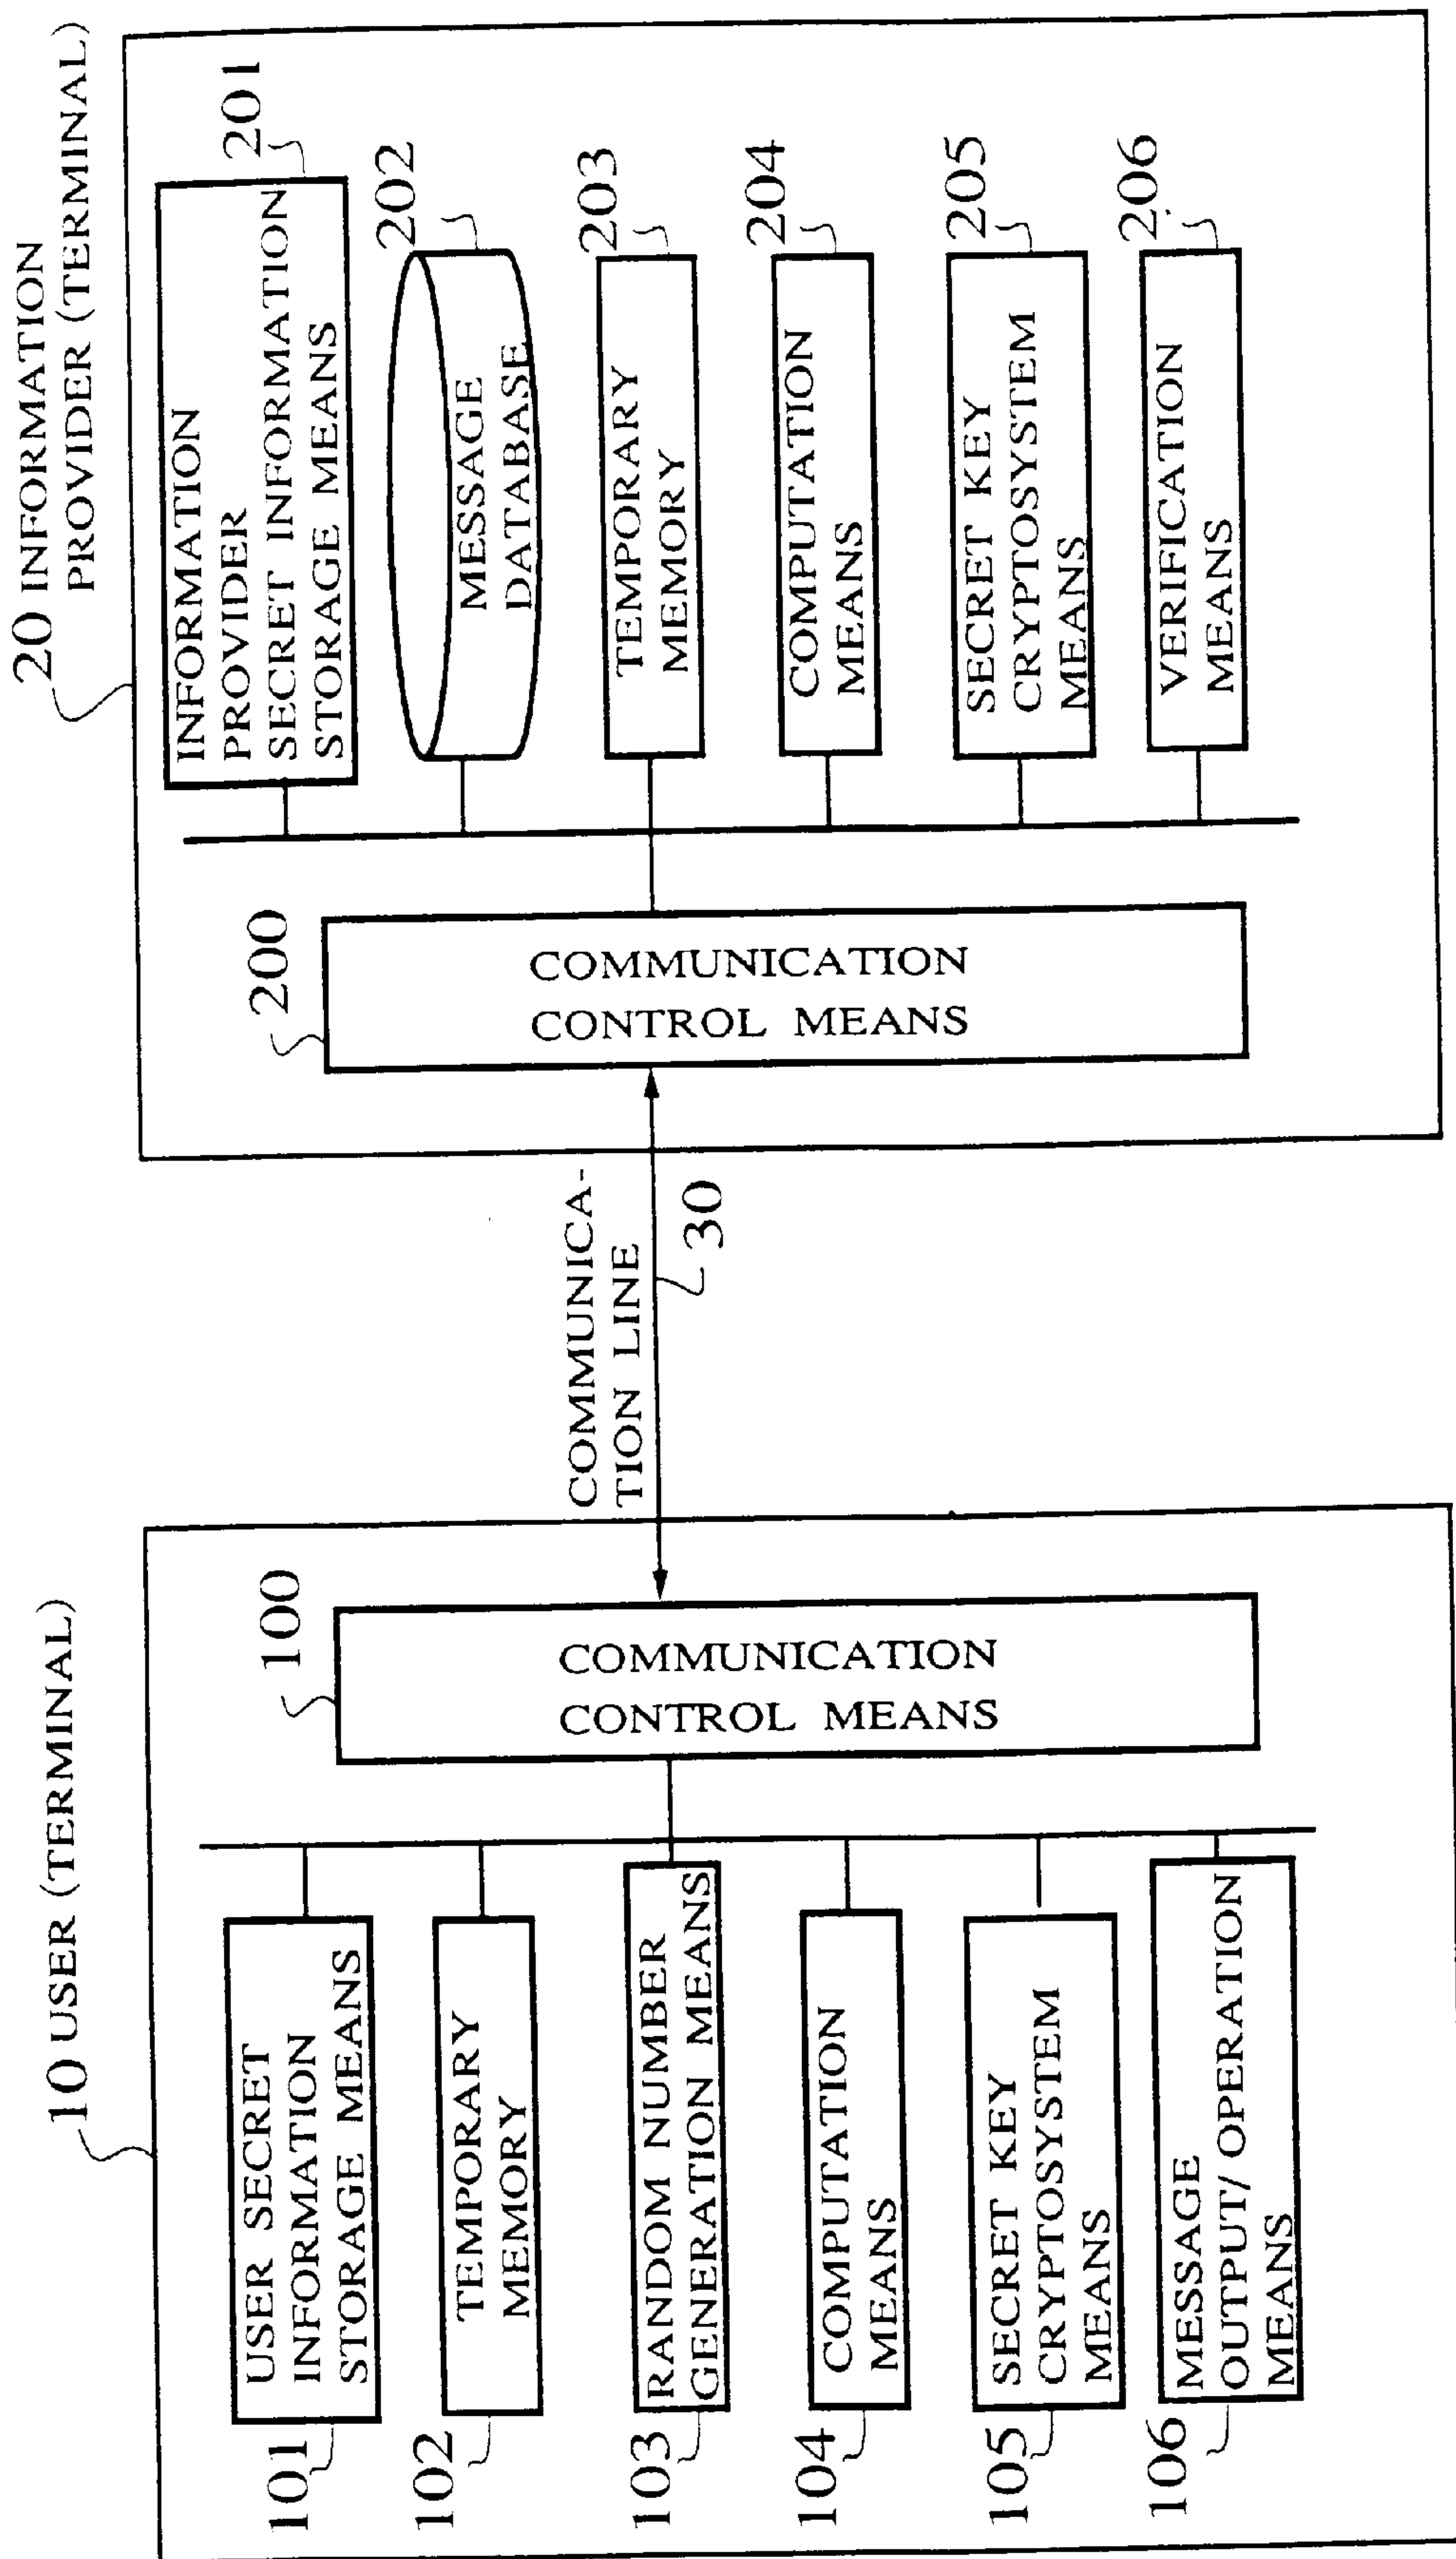 10 USER (TERMINAL)
101
USER SECRET
INFORMATION
STORAGE MEANS
102
TEMPORARY
MEMORY
103
RANDOM NUMBER
GENERATION MEANS
104
COMPUTATION
MEANS
105
SECRET KEY
CRYPTOSYSTEM
MEANS
106
MESSAGE
OUTPUT/ OPERATION
MEANS
100
COMMUNICATION
CONTROL MEANS
COMMUNICA-
TION LINE
30
20 INFORMATION
PROVIDER (TERMINAL)
200
COMMUNICATION
CONTROL MEANS
INFORMATION
PROVIDER
SECRET INFORMATION
STORAGE MEANS
201
MESSAGE
DATABASE
202
TEMPORARY
MEMORY
203
COMPUTATION
MEANS
204
SECRET KEY
CRYPTOSYSTEM
MEANS
205
VERIFICATION
MEANS
206